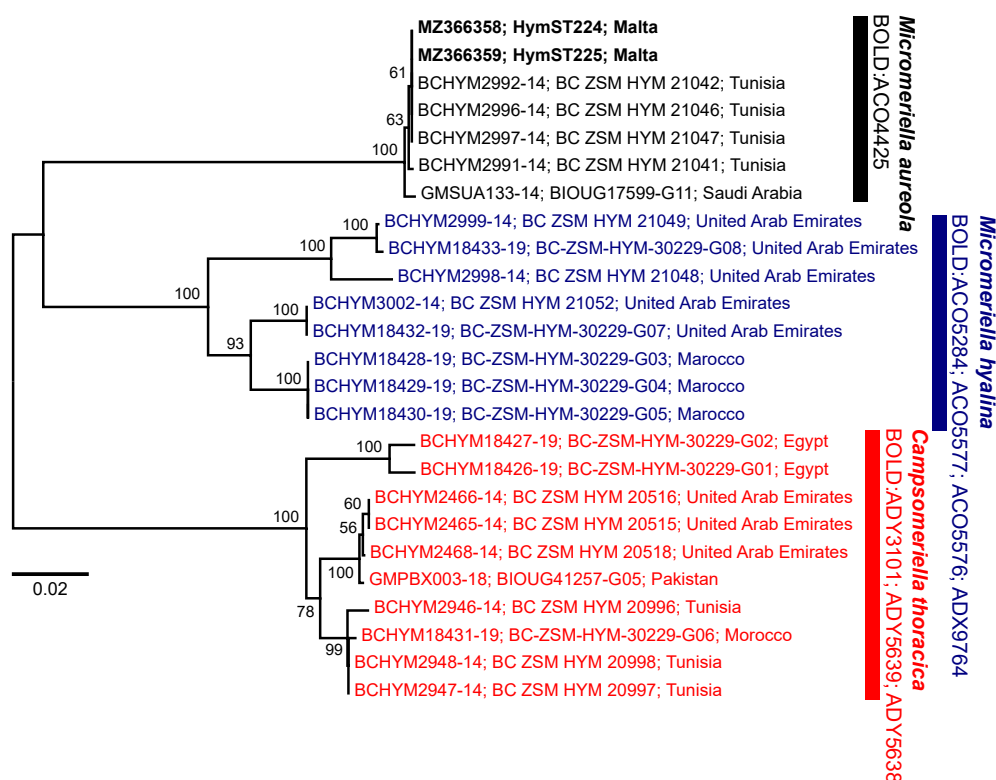 MZ366358; HymST224; Malta
MZ366359; HymST225; Malta
61
BCHYM2992-14; BC ZSM HYM 21042; Tunisia
BCHYM2996-14; BC ZSM HYM 21046; Tunisia
63
BCHYM2997-14; BC ZSM HYM 21047; Tunisia
100
BCHYM2991-14; BC ZSM HYM 21041; Tunisia
GMSUA133-14; BIOUG17599-G11; Saudi Arabia
Micromeriella aureola
BOLD:ACO4425
BCHYM2999-14; BC ZSM HYM 21049; United Arab Emirates
100
100
BCHYM18433-19; BC-ZSM-HYM-30229-G08; United Arab Emirates
BCHYM2998-14; BC ZSM HYM 21048; United Arab Emirates
100
BCHYM3002-14; BC ZSM HYM 21052; United Arab Emirates
100
BCHYM18432-19; BC-ZSM-HYM-30229-G07; United Arab Emirates
93
BCHYM18428-19; BC-ZSM-HYM-30229-G03; Marocco
100
BCHYM18429-19; BC-ZSM-HYM-30229-G04; Marocco
BCHYM18430-19; BC-ZSM-HYM-30229-G05; Marocco
Micromeriella hyalina
BOLD:ACO5284; ACO5577; ACO5576; ADX9764
BCHYM18427-19; BC-ZSM-HYM-30229-G02; Egypt
100
BCHYM18426-19; BC-ZSM-HYM-30229-G01; Egypt
100
BCHYM2466-14; BC ZSM HYM 20516; United Arab Emirates
60
BCHYM2465-14; BC ZSM HYM 20515; United Arab Emirates
56
BCHYM2468-14; BC ZSM HYM 20518; United Arab Emirates
100
GMPBX003-18; BIOUG41257-G05; Pakistan
78
BCHYM2946-14; BC ZSM HYM 20996; Tunisia
BCHYM18431-19; BC-ZSM-HYM-30229-G06; Morocco
99
BCHYM2948-14; BC ZSM HYM 20998; Tunisia
BCHYM2947-14; BC ZSM HYM 20997; Tunisia
Campsomeriella thoracica
BOLD:ADY3101; ADY5639; ADY5638
0.02